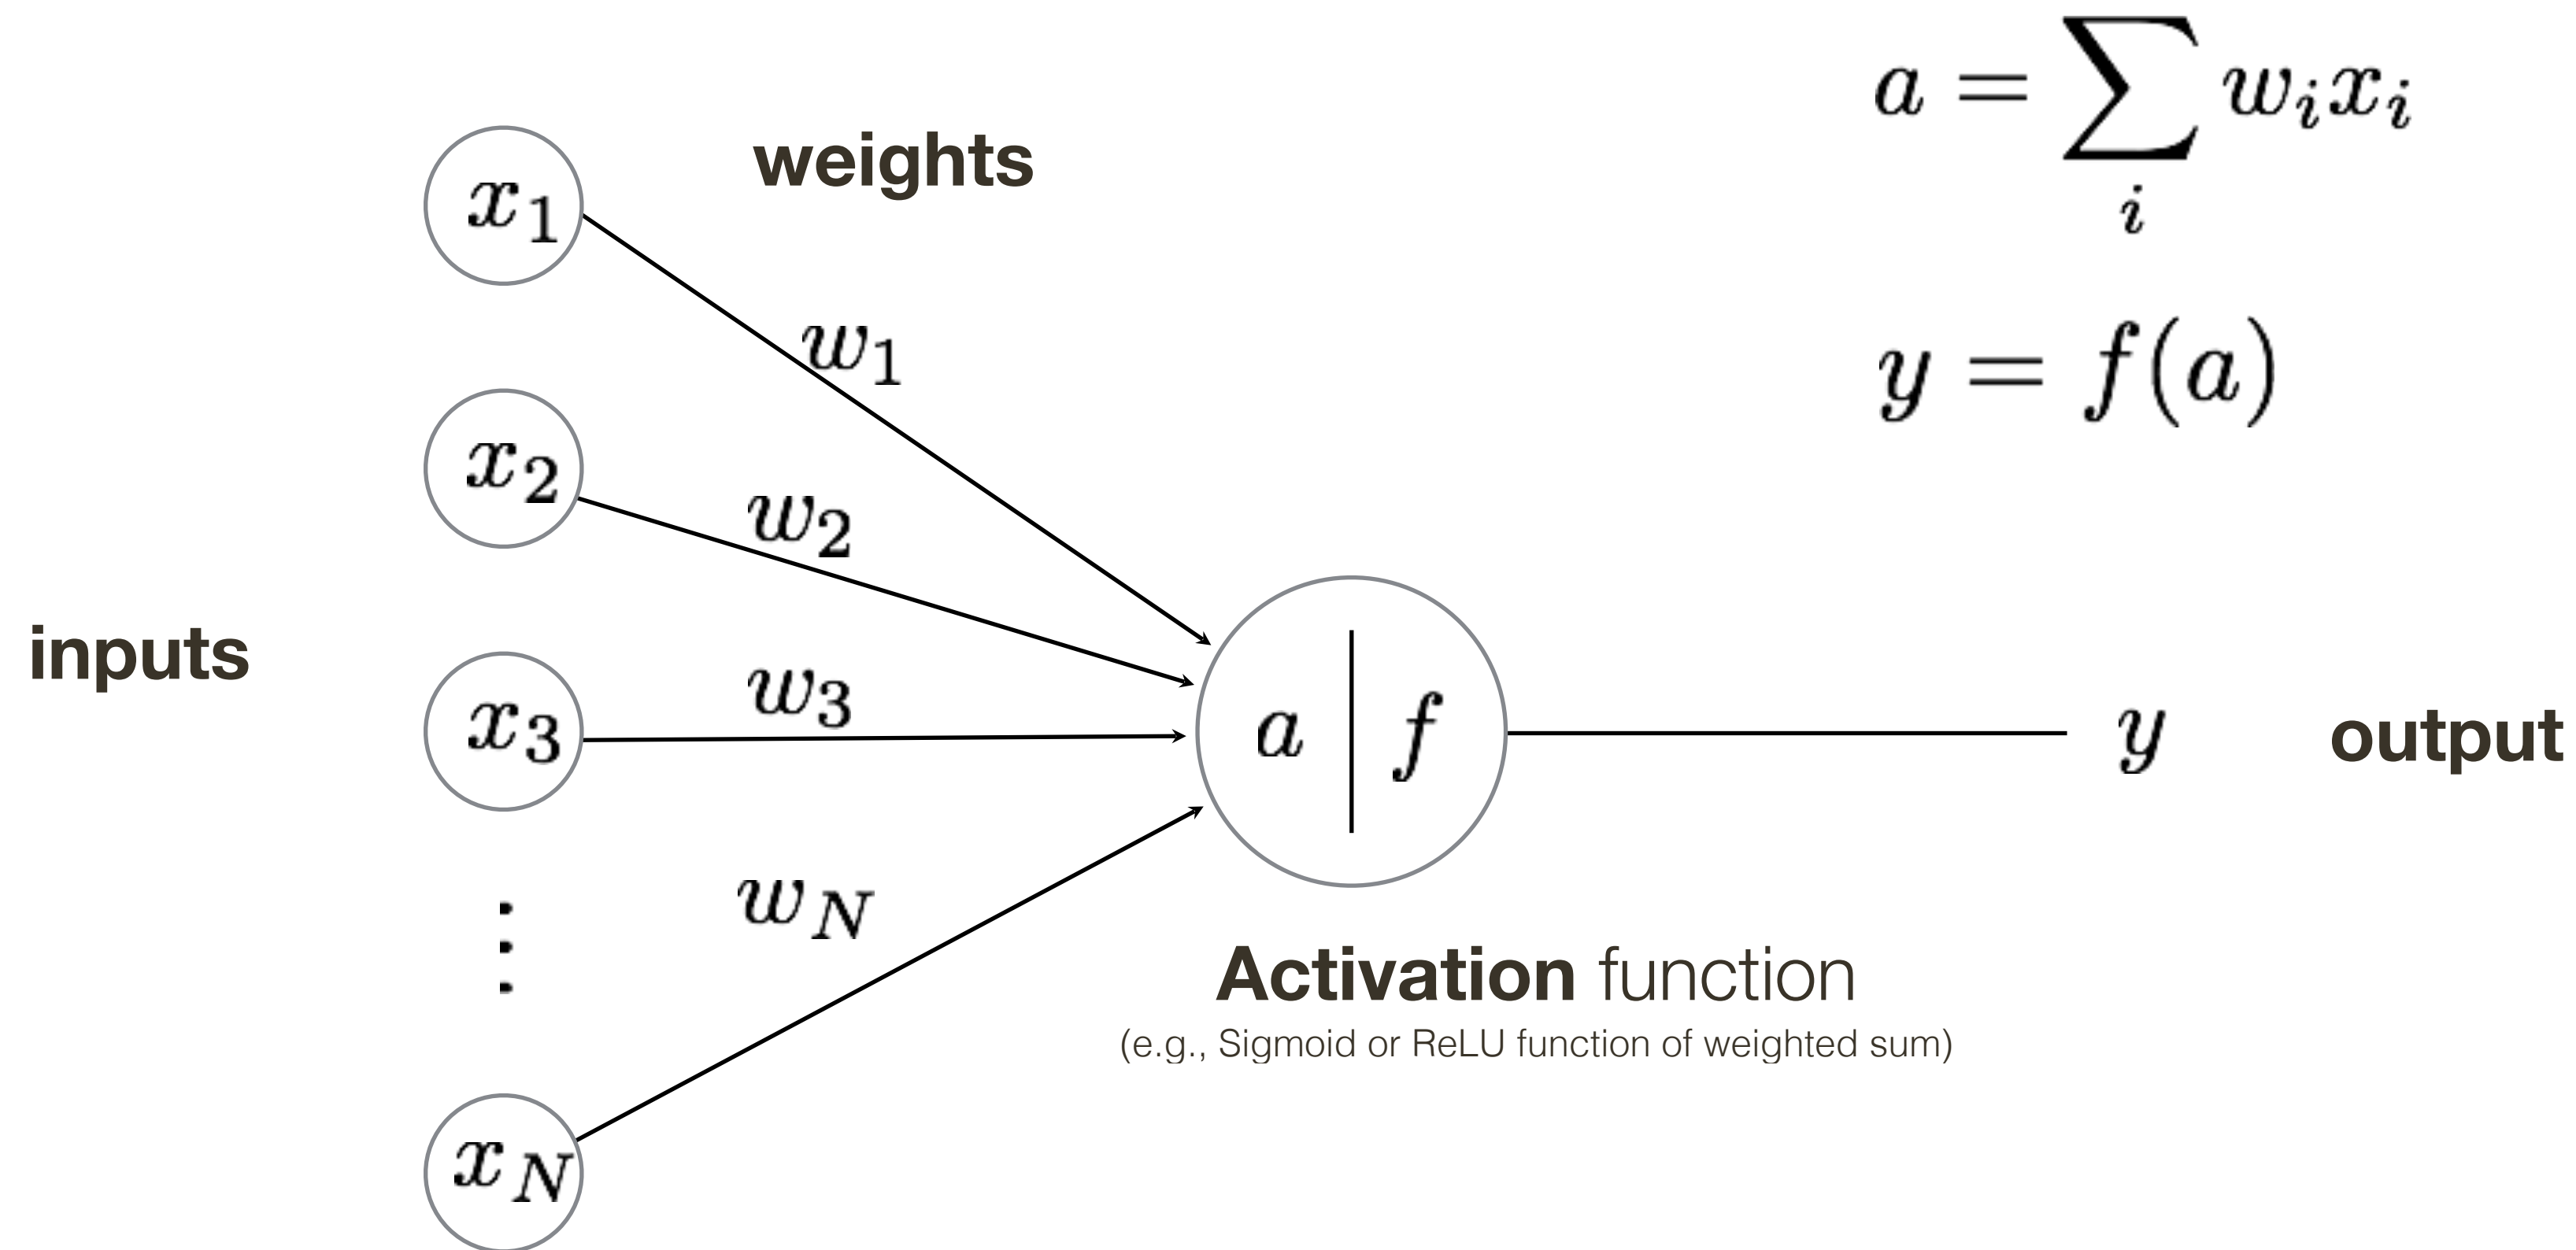 weights
a = ∑ᵢ wᵢxᵢ
y = f(a)
x₁
w₁
x₂
w₂
inputs
x₃
w₃
a | f
y
output
⋮
w_N
x_N
Activation function
(e.g., Sigmoid or ReLU function of weighted sum)